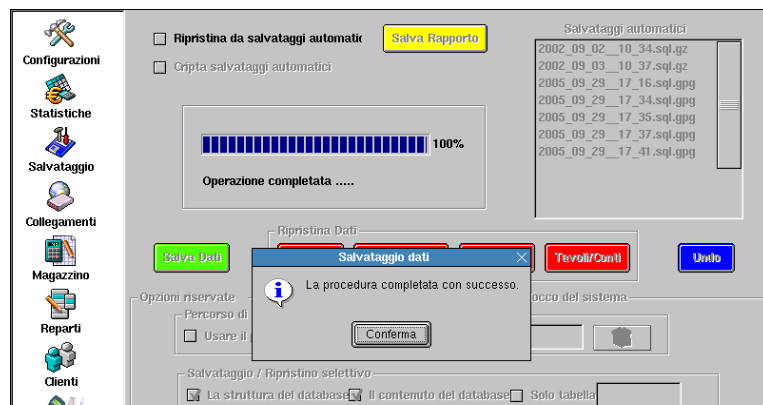 Configurazioni
Statistiche
Salvataggio
Collegamenti
Magazzino
Reparti
Clienti
Ripristina da salvataggi automatic
Salva Rapporto
Cripta salvataggi automatici
Salvataggi automatici
2002_09_02__10_34.sql.gz
2002_09_03__10_37.sql.gz
2005_09_29__17_16.sql.gpg
2005_09_29__17_34.sql.gpg
2005_09_29__17_35.sql.gpg
2005_09_29__17_37.sql.gpg
2005_09_29__17_41.sql.gpg
100%
Operazione completata .....
Ripristina Dati
Salva Dati
Tavoli/Conti
Undo
Salvataggio dati
La procedura completata con successo.
Conferma
Opzioni riservate
occo del sistema
Percorso di
Usare il
Salvataggio / Ripristino selettivo
La struttura del database
Il contenuto del database
Solo tabella